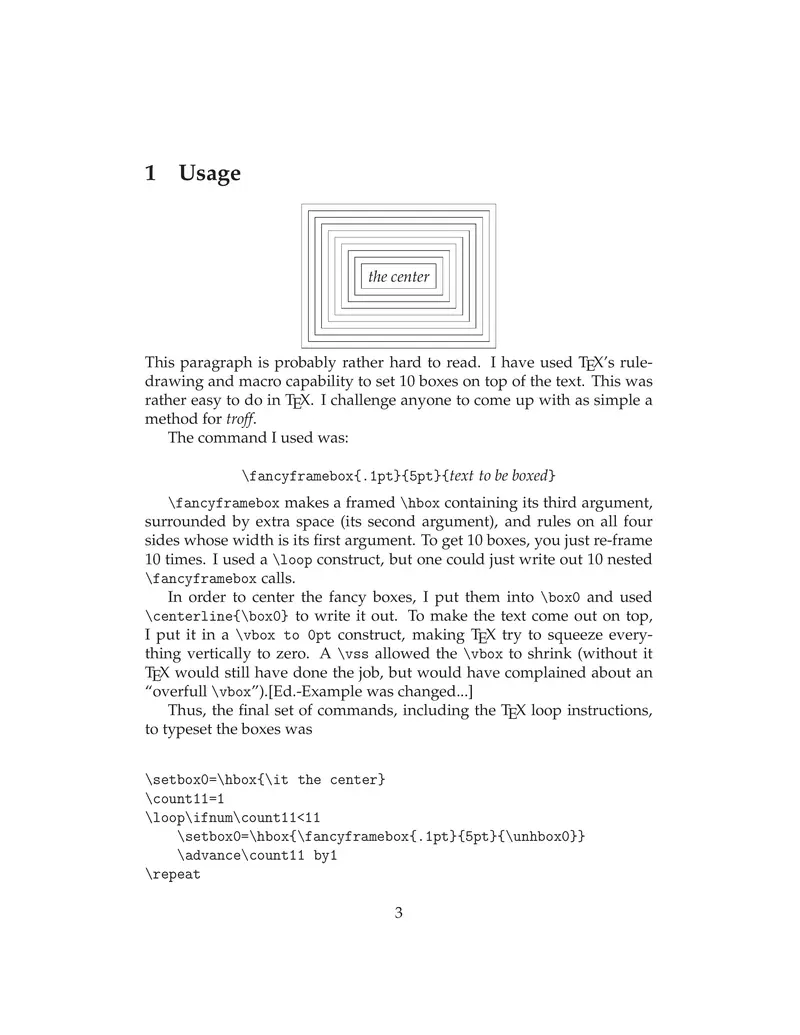 1 Usage
the center
This paragraph is probably rather hard to read. I have used TEX’s rule-
drawing and macro capability to set 10 boxes on top of the text. This was
rather easy to do in TEX. I challenge anyone to come up with as simple a
method for troff.
The command I used was:
\fancyframebox{.1pt}{5pt}{text to be boxed}
\fancyframebox makes a framed \hbox containing its third argument,
surrounded by extra space (its second argument), and rules on all four
sides whose width is its first argument. To get 10 boxes, you just re-frame
10 times. I used a \loop construct, but one could just write out 10 nested
\fancyframebox calls.
In order to center the fancy boxes, I put them into \box0 and used
\centerline{\box0} to write it out. To make the text come out on top,
I put it in a \vbox to 0pt construct, making TEX try to squeeze every-
thing vertically to zero. A \vss allowed the \vbox to shrink (without it
TEX would still have done the job, but would have complained about an
“overfull \vbox”).[Ed.-Example was changed...]
Thus, the final set of commands, including the TEX loop instructions,
to typeset the boxes was
\setbox0=\hbox{\it the center}
\count11=1
\loop\ifnum\count11<11
    \setbox0=\hbox{\fancyframebox{.1pt}{5pt}{\unhbox0}}
    \advance\count11 by1
\repeat
3